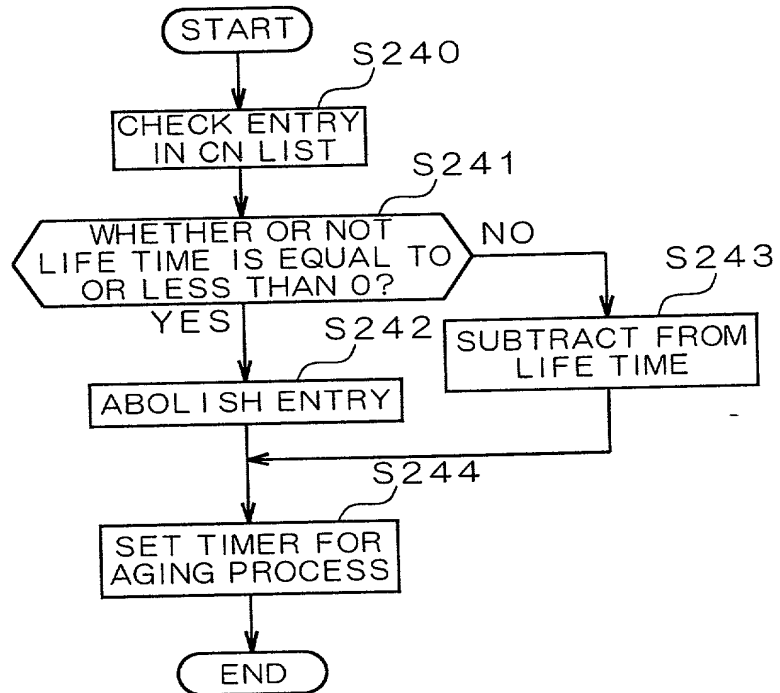 START
S240
CHECK ENTRY
IN CN LIST
S241
WHETHER OR NOT
LIFE TIME IS EQUAL TO
OR LESS THAN 0?
NO
YES
S242
S243
SUBTRACT FROM
LIFE TIME
ABOLISH ENTRY
S244
SET TIMER FOR
AGING PROCESS
END